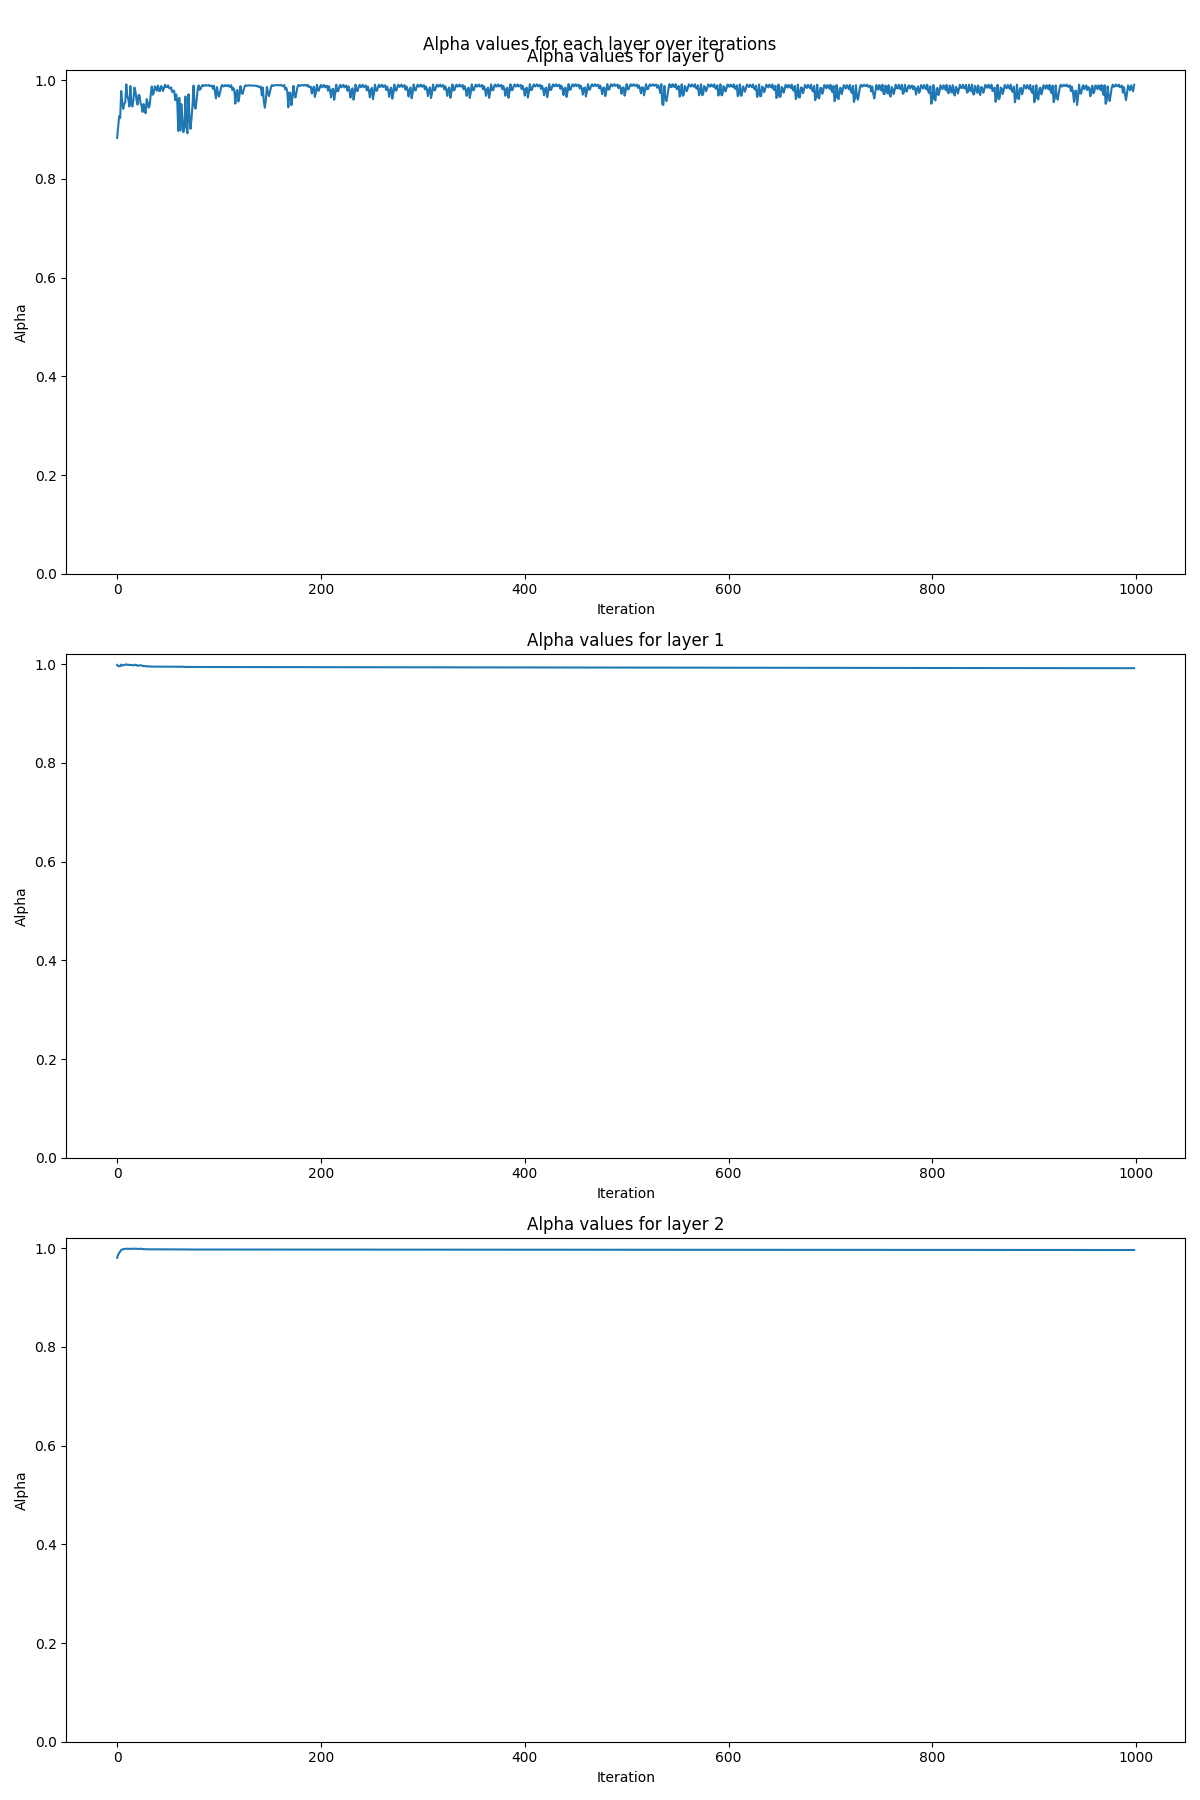 Alpha values for each layer over iterations
Alpha values for layer 0
1.0
0.8
0.6
0.4
0.2
0.0
Alpha
0 200 400 600 800 1000
Iteration
Alpha values for layer 1
1.0
0.8
0.6
0.4
0.2
0.0
Alpha
0 200 400 600 800 1000
Iteration
Alpha values for layer 2
1.0
0.8
0.6
0.4
0.2
0.0
Alpha
0 200 400 600 800 1000
Iteration